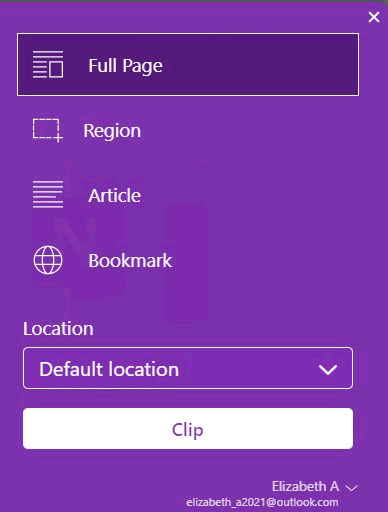 Full Page
Region
Article
Bookmark
Location
Default location
Clip
Elizabeth A
elizabeth_a2021@outlook.com